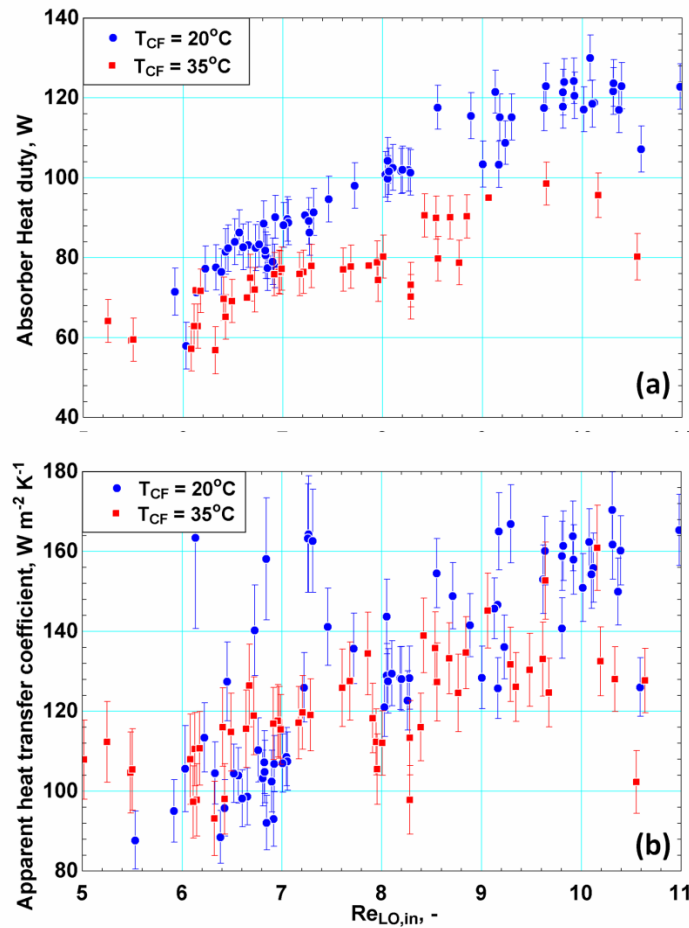 140
120
100
80
60
40
Absorber Heat duty, W
T_CF = 20°C
T_CF = 35°C
(a)
180
160
140
120
100
80
Apparent heat transfer coefficient, W m⁻² K⁻¹
T_CF = 20°C
T_CF = 35°C
(b)
5 6 7 8 9 10 11
Re_LO,in, -